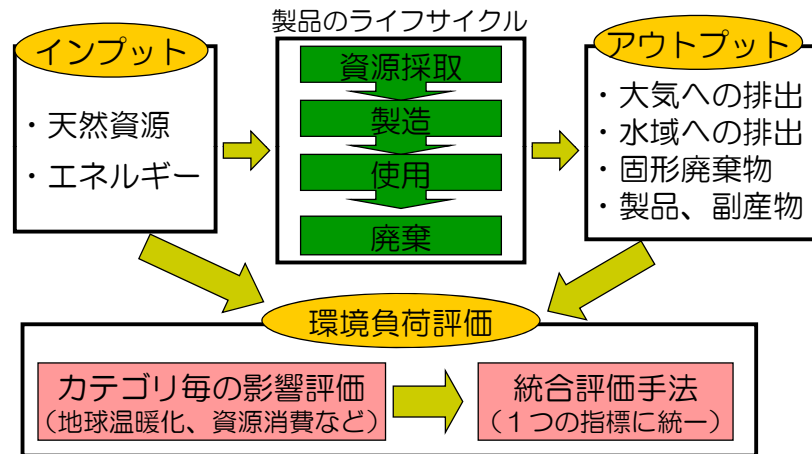 インプット
・天然資源
・エネルギー
製品のライフサイクル
資源採取
製造
使用
廃棄
アウトプット
・大気への排出
・水域への排出
・固形廃棄物
・製品、副産物
環境負荷評価
カテゴリ毎の影響評価
（地球温暖化、資源消費など）
統合評価手法
（１つの指標に統一）